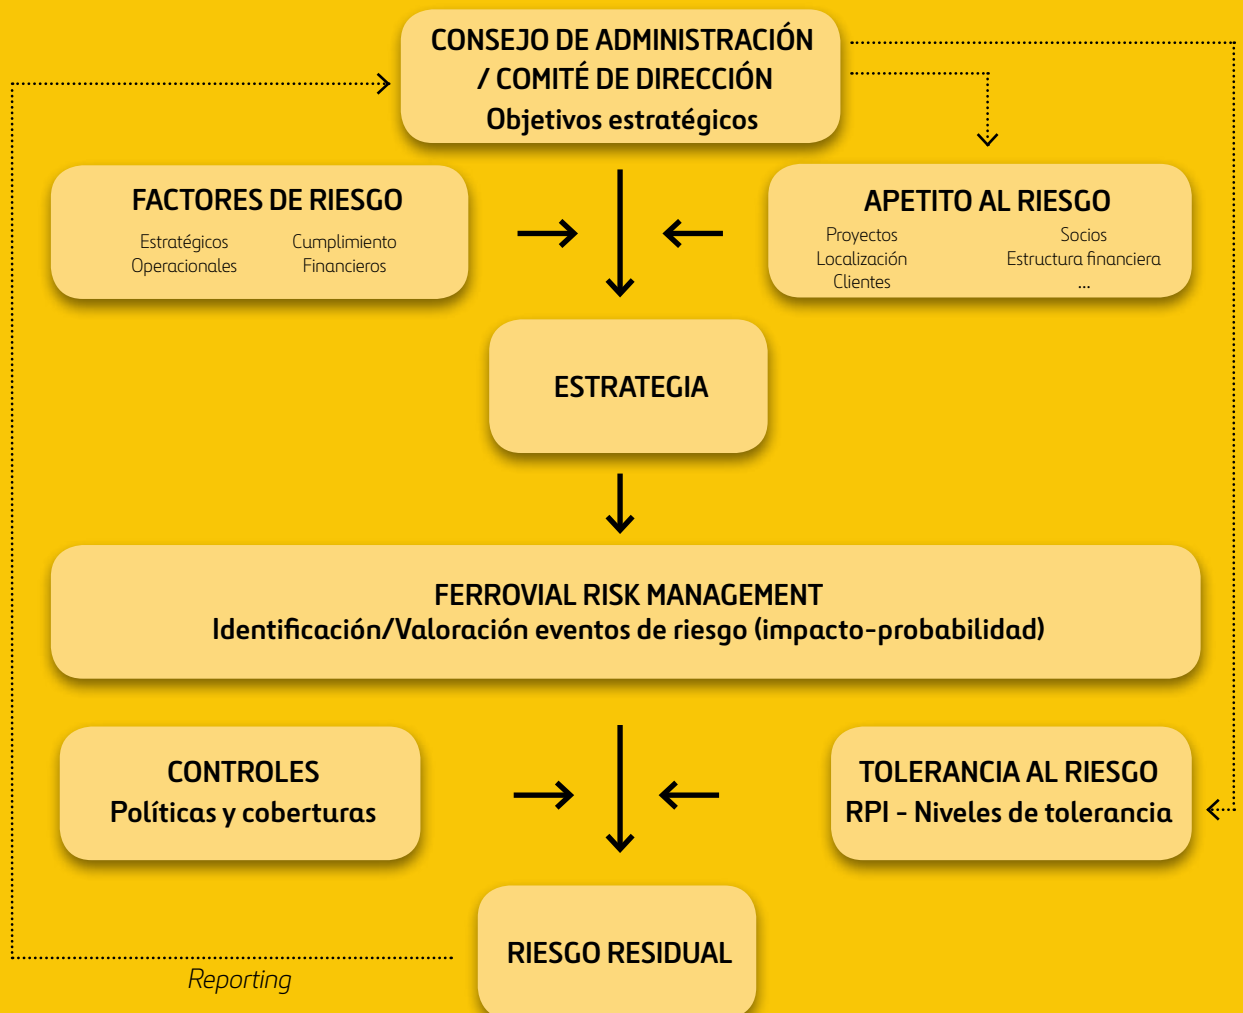 CONSEJO DE ADMINISTRACIÓN
/ COMITÉ DE DIRECCIÓN
Objetivos estratégicos
FACTORES DE RIESGO
Estratégicos
Operacionales
Cumplimiento
Financieros
APETITO AL RIESGO
Proyectos
Localización
Clientes
Socios
Estructura financiera
...
ESTRATEGIA
FERROVIAL RISK MANAGEMENT
Identificación/Valoración eventos de riesgo (impacto-probabilidad)
CONTROLES
Políticas y coberturas
TOLERANCIA AL RIESGO
RPI - Niveles de tolerancia
RIESGO RESIDUAL
Reporting